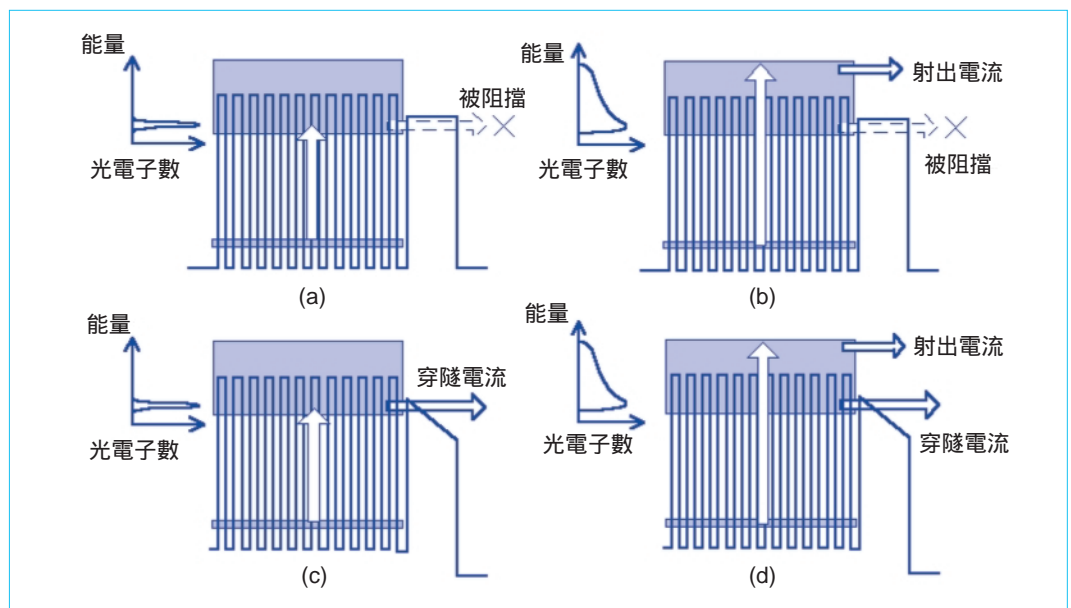 能量
光電子數
被阻擋
(a)
能量
光電子數
射出電流
被阻擋
(b)
能量
光電子數
穿隧電流
(c)
能量
光電子數
射出電流
穿隧電流
(d)